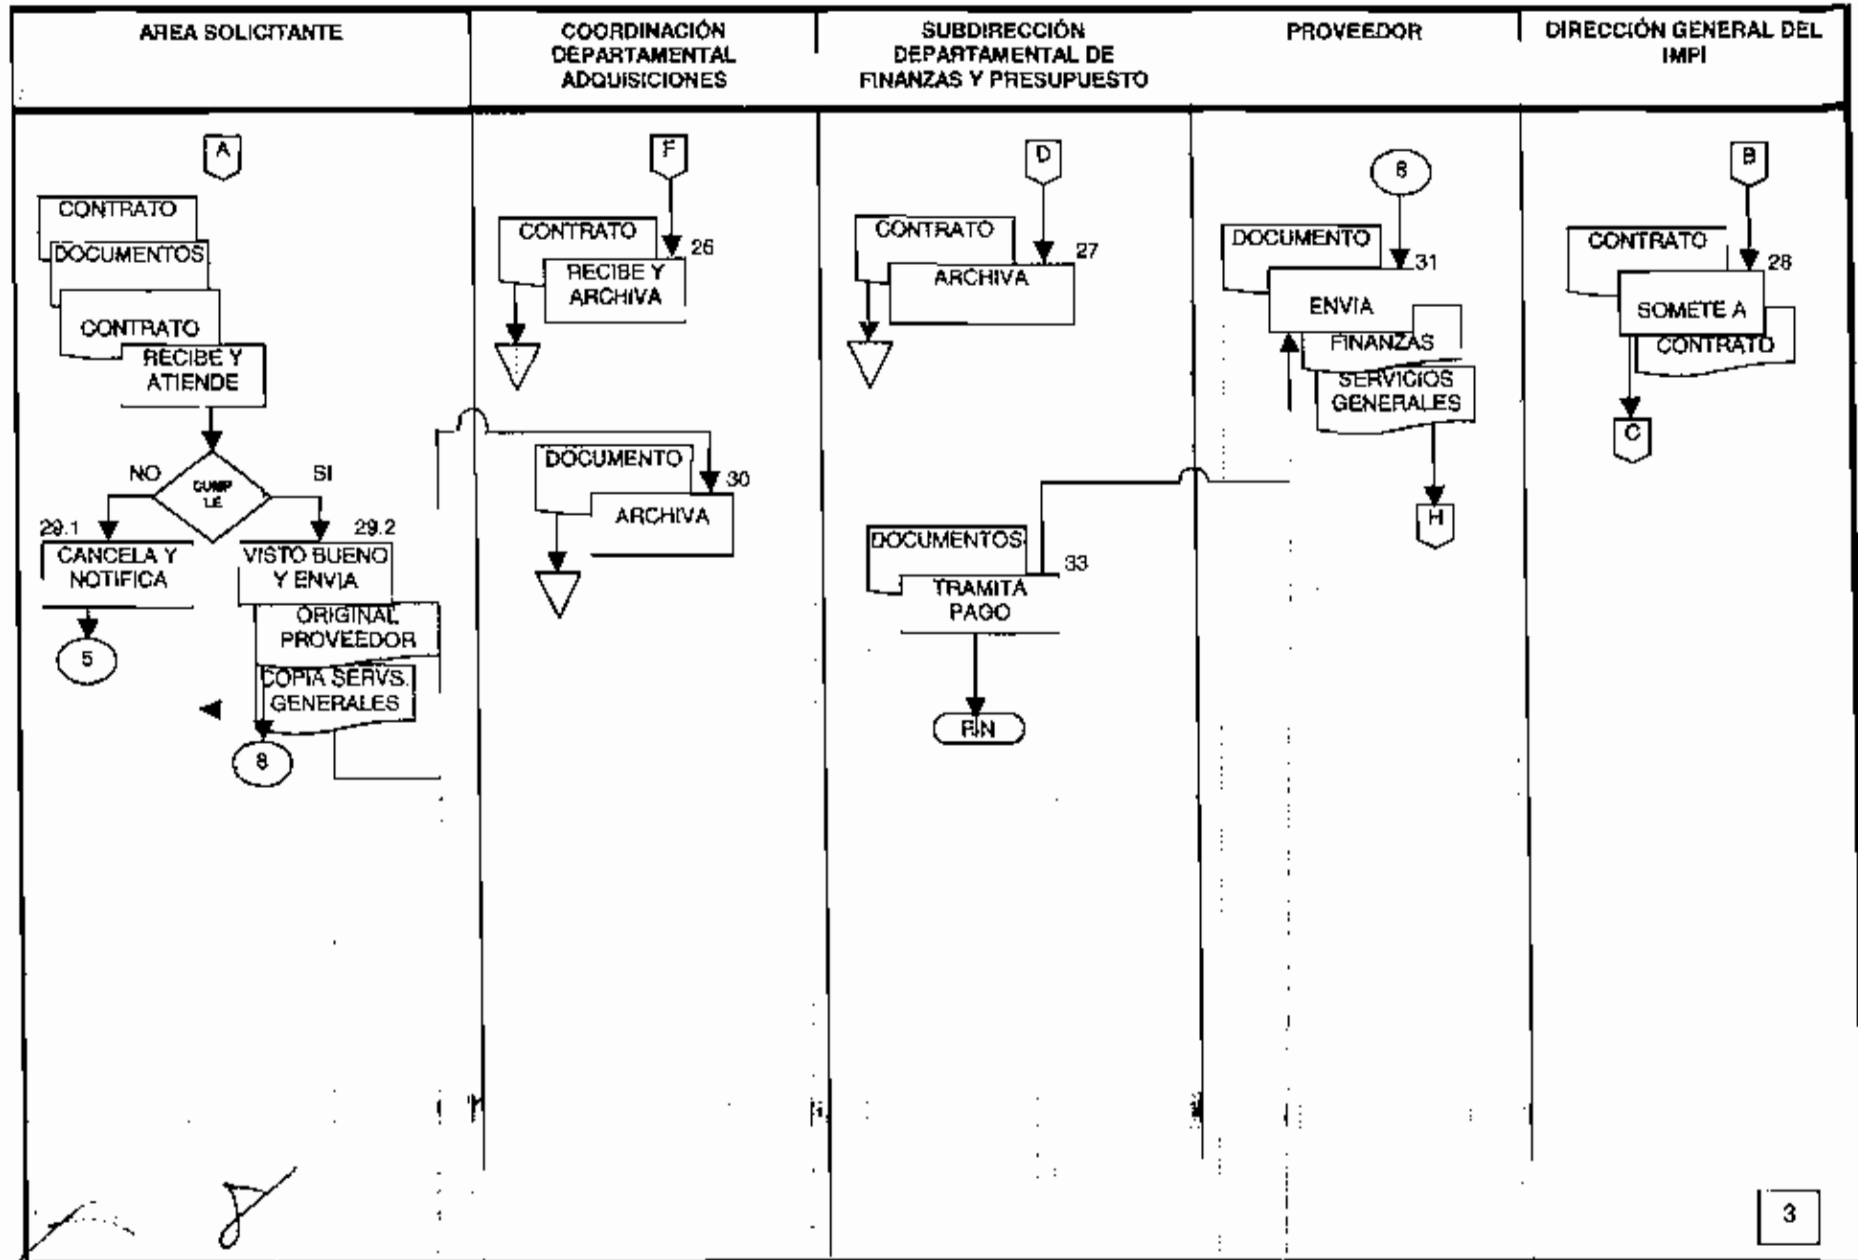 AREA SOLICITANTE
COORDINACIÓN
DEPARTAMENTAL
ADQUISICIONES
SUBDIRECCIÓN
DEPARTAMENTAL DE
FINANZAS Y PRESUPUESTO
PROVEEDOR
DIRECCIÓN GENERAL DEL
IMPI
A
CONTRATO
DOCUMENTOS
CONTRATO
RECIBE Y
ATIENDE
NO
SI
CUMP
LE
29.1
CANCELA Y
NOTIFICA
5
29.2
VISTO BUENO
Y ENVIA
ORIGINAL
PROVEEDOR
COPIA SERVS.
GENERALES
8
F
CONTRATO
26
RECIBE Y
ARCHIVA
DOCUMENTO
30
ARCHIVA
D
CONTRATO
27
ARCHIVA
DOCUMENTOS
33
TRAMITA
PAGO
FIN
8
DOCUMENTO
31
ENVIA
FINANZAS
SERVICIOS
GENERALES
H
B
CONTRATO
28
SOMETE A
CONTRATO
C
3